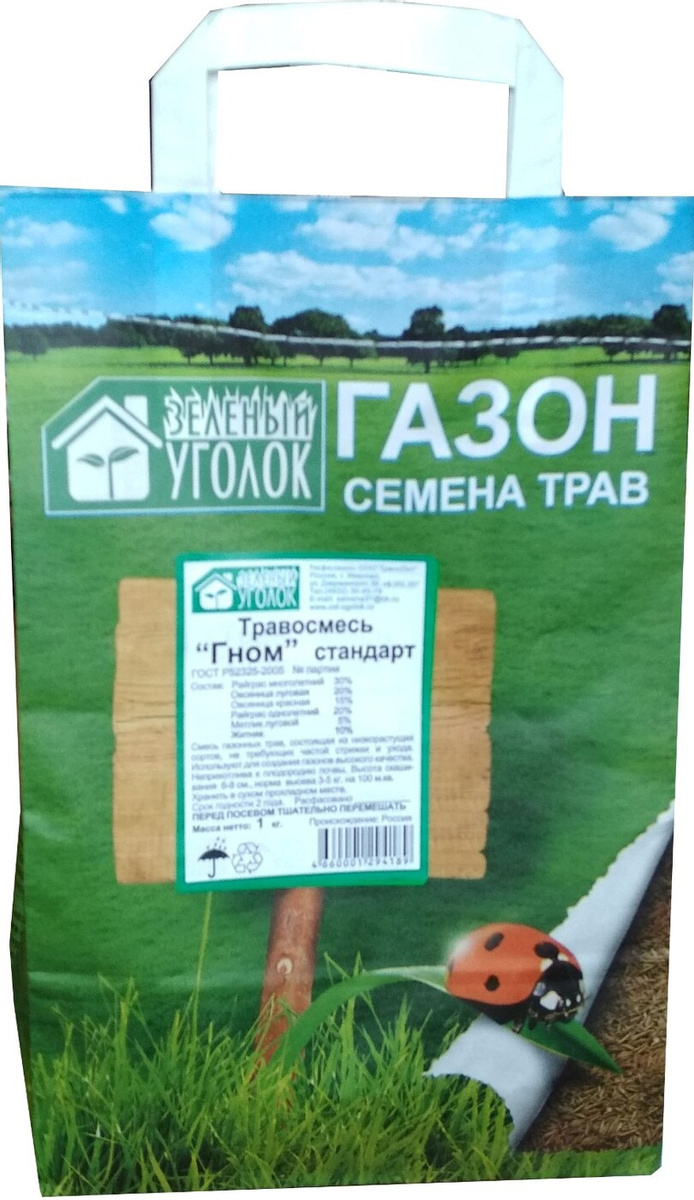 ЗЕЛЕНЫЙ
УГОЛОК
ГАЗОН
СЕМЕНА ТРАВ
ЗЕЛЕНЫЙ
УГОЛОК
Россия, г. Иваново,
Травосмесь
“Гном” стандарт
ГОСТ Р52325-2005 № партии
Состав: Райграс многолетний 30%
Овсяница луговая 20%
Овсяница красная 15%
Райграс однолетний 20%
Мятлик луговой 5%
Житняк 10%
Смесь газонных трав, состоящая из низкорастущих
сортов, не требующих частой стрижки и ухода.
Используют для создания газонов высокого качества.
Неприхотлива к плодородию почвы. Высота скаши-
вания 6-8 см., норма высева 3-5 кг. на 100 м.кв.
Хранить в сухом прохладном месте.
Срок годности 2 года. Расфасовано
ПЕРЕД ПОСЕВОМ ТЩАТЕЛЬНО ПЕРЕМЕШАТЬ
Масса нетто: 1 кг. Происхождение: Россия
4660001294189